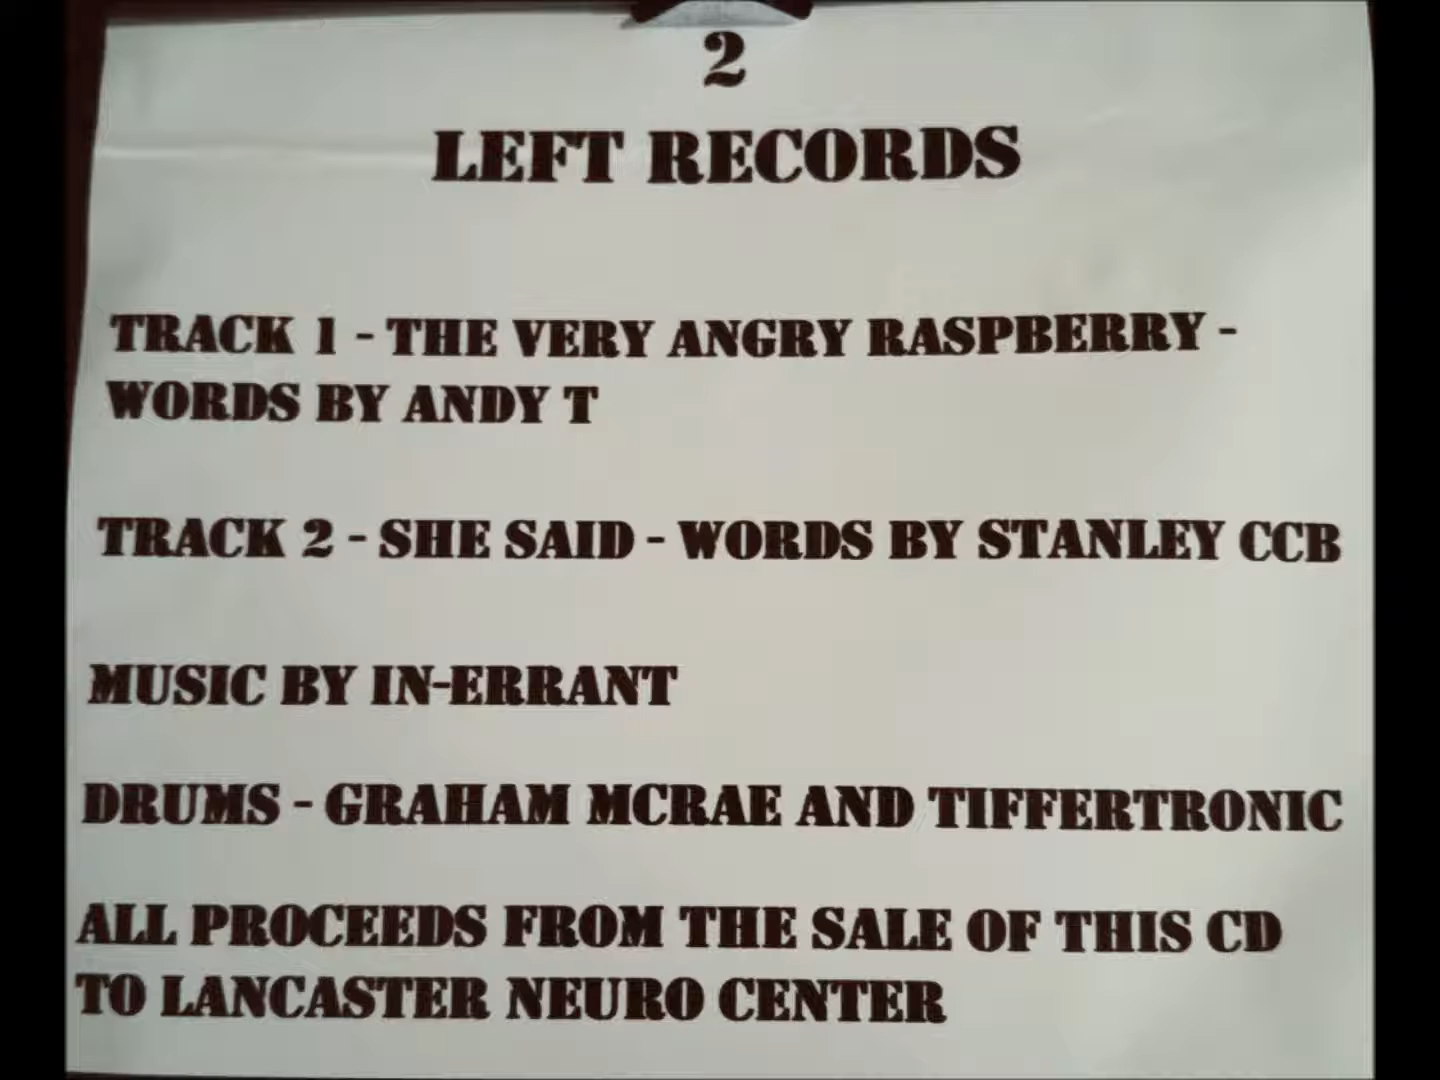 2
LEFT RECORDS
TRACK 1 - THE VERY ANGRY RASPBERRY -
WORDS BY ANDY T
TRACK 2 - SHE SAID - WORDS BY STANLEY CCB
MUSIC BY IN-ERRANT
DRUMS - GRAHAM MCRAE AND TIFFERTRONIC
ALL PROCEEDS FROM THE SALE OF THIS CD
TO LANCASTER NEURO CENTER